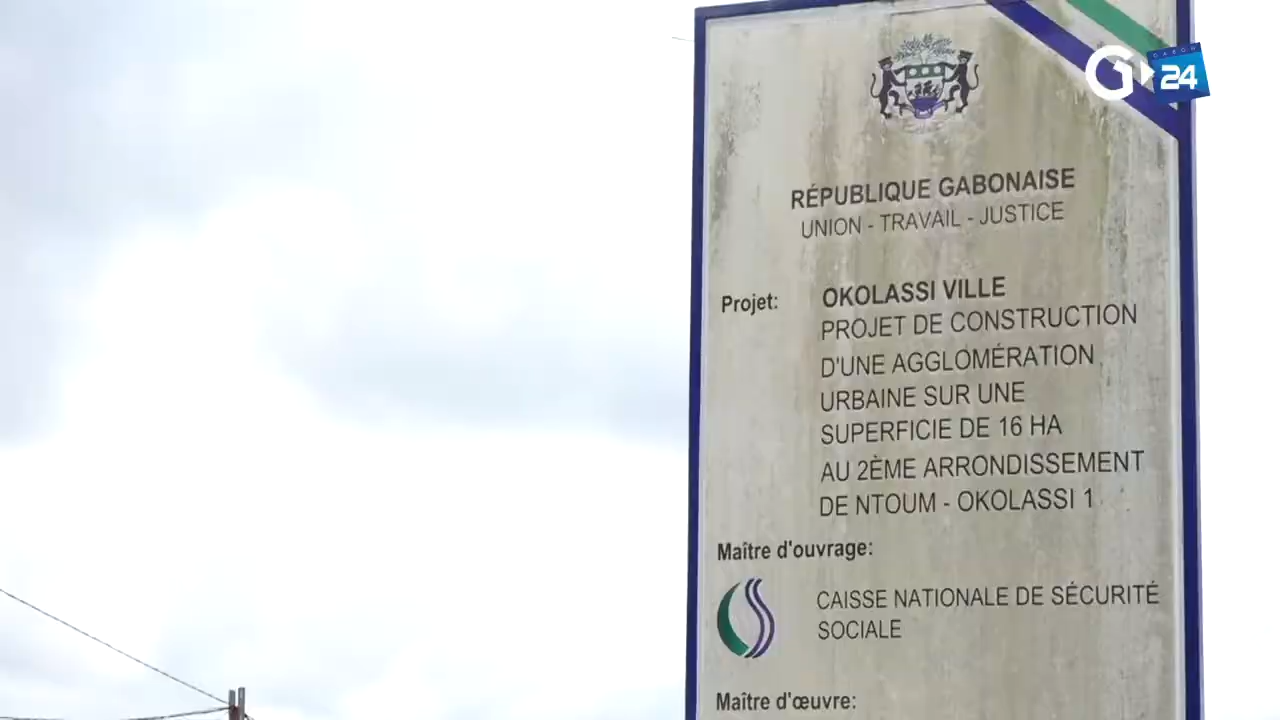 GABON
G 24
RÉPUBLIQUE GABONAISE
UNION - TRAVAIL - JUSTICE
Projet: OKOLASSI VILLE
PROJET DE CONSTRUCTION
D'UNE AGGLOMÉRATION
URBAINE SUR UNE
SUPERFICIE DE 16 HA
AU 2ÈME ARRONDISSEMENT
DE NTOUM - OKOLASSI 1
Maître d'ouvrage:
CAISSE NATIONALE DE SÉCURITÉ
SOCIALE
Maître d'œuvre: